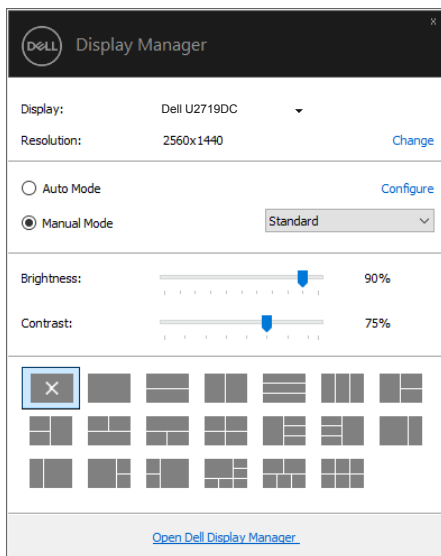 x
DELL Display Manager
Display: Dell U2719DC
Resolution: 2560x1440 Change
Auto Mode Configure
Manual Mode Standard
Brightness: 90%
Contrast: 75%
Open Dell Display Manager